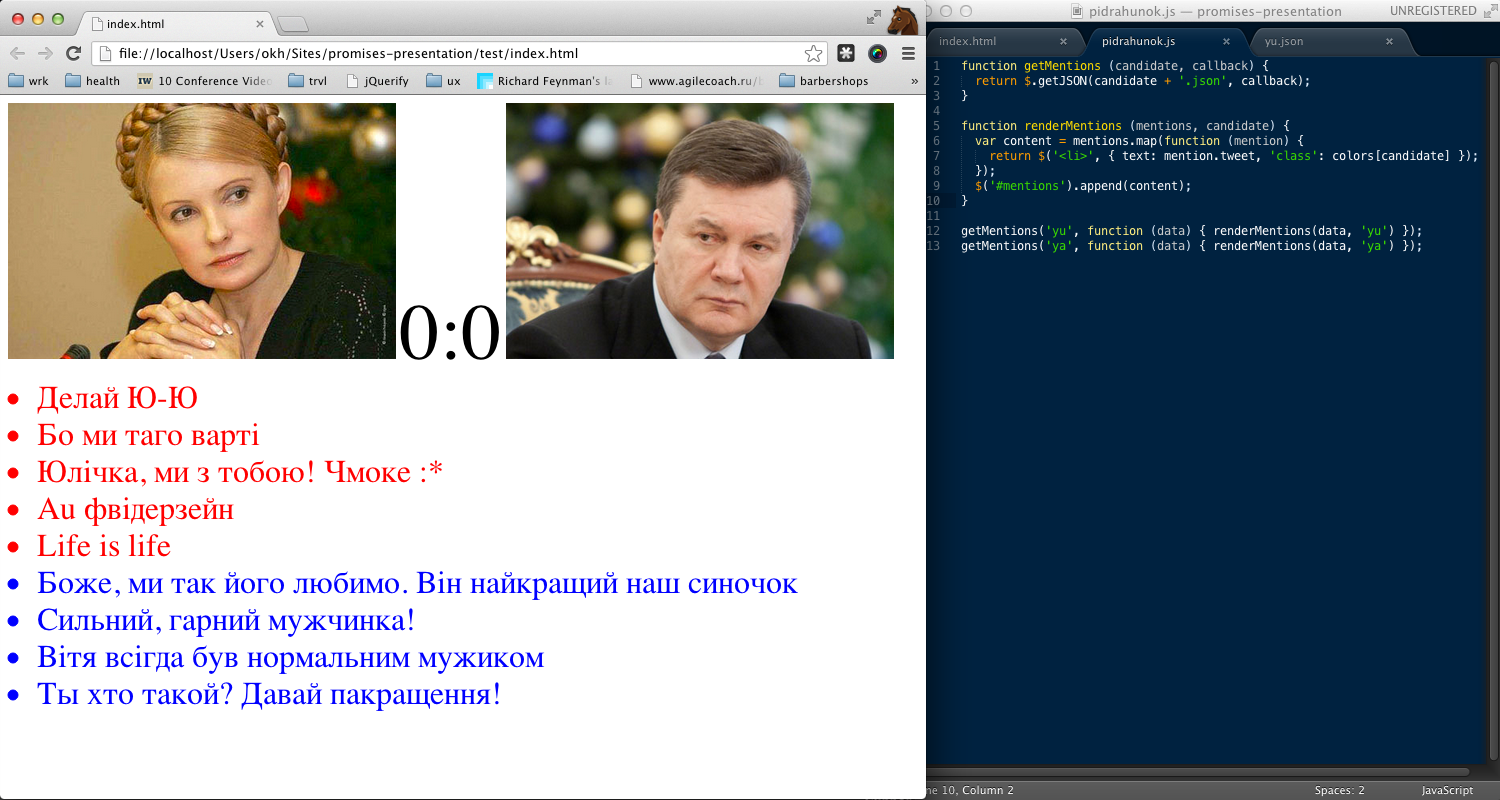 index.html
file://localhost/Users/okh/Sites/promises-presentation/test/index.html
wrk
health
10 Conference Video
trvl
jQuerify
ux
Richard Feynman's
www.agilecoach.ru/
barbershops
»
0:0
Делай Ю-Ю
Бо ми таго варті
Юлічка, ми з тобою! Чмоке :*
Au фвідерзейн
Life is life
Боже, ми так його любимо. Він найкращий наш синочок
Сильний, гарний мужчинка!
Вітя всігда був нормальним мужиком
Ты хто такой? Давай пакращення!
pidrahunok.js — promises-presentation
UNREGISTERED
index.html
pidrahunok.js
yu.json
1 function getMentions (candidate, callback) {
2 return $.getJSON(candidate + '.json', callback);
3 }
4
5 function renderMentions (mentions, candidate) {
6 var content = mentions.map(function (mention) {
7 return $('<li>', { text: mention.tweet, 'class': colors[candidate] });
8 });
9 $('#mentions').append(content);
10 }
11
12 getMentions('yu', function (data) { renderMentions(data, 'yu') });
13 getMentions('ya', function (data) { renderMentions(data, 'ya') });
ne 10, Column 2
Spaces: 2
JavaScript